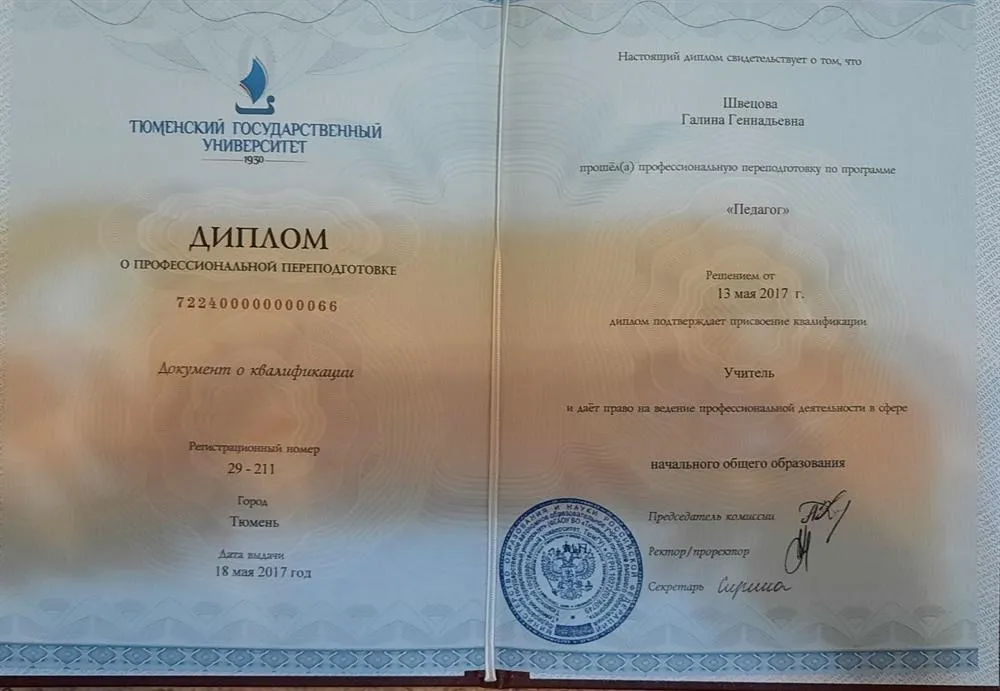 ТЮМЕНСКИЙ ГОСУДАРСТВЕННЫЙ
УНИВЕРСИТЕТ
1930
ДИПЛОМ
О ПРОФЕССИОНАЛЬНОЙ ПЕРЕПОДГОТОВКЕ
722400000000066
Документ о квалификации
Регистрационный номер
29 - 211
Город
Тюмень
Дата выдачи
18 мая 2017 год
Настоящий диплом свидетельствует о том, что
Швецова
Галина Геннадьевна
прошёл(а) профессиональную переподготовку по программе
«Педагог»
Решением от
13 мая 2017 г.
диплом подтверждает присвоение квалификации
Учитель
и даёт право на ведение профессиональной деятельности в сфере
начального общего образования
Председатель комиссии
Ректор/проректор
Секретарь